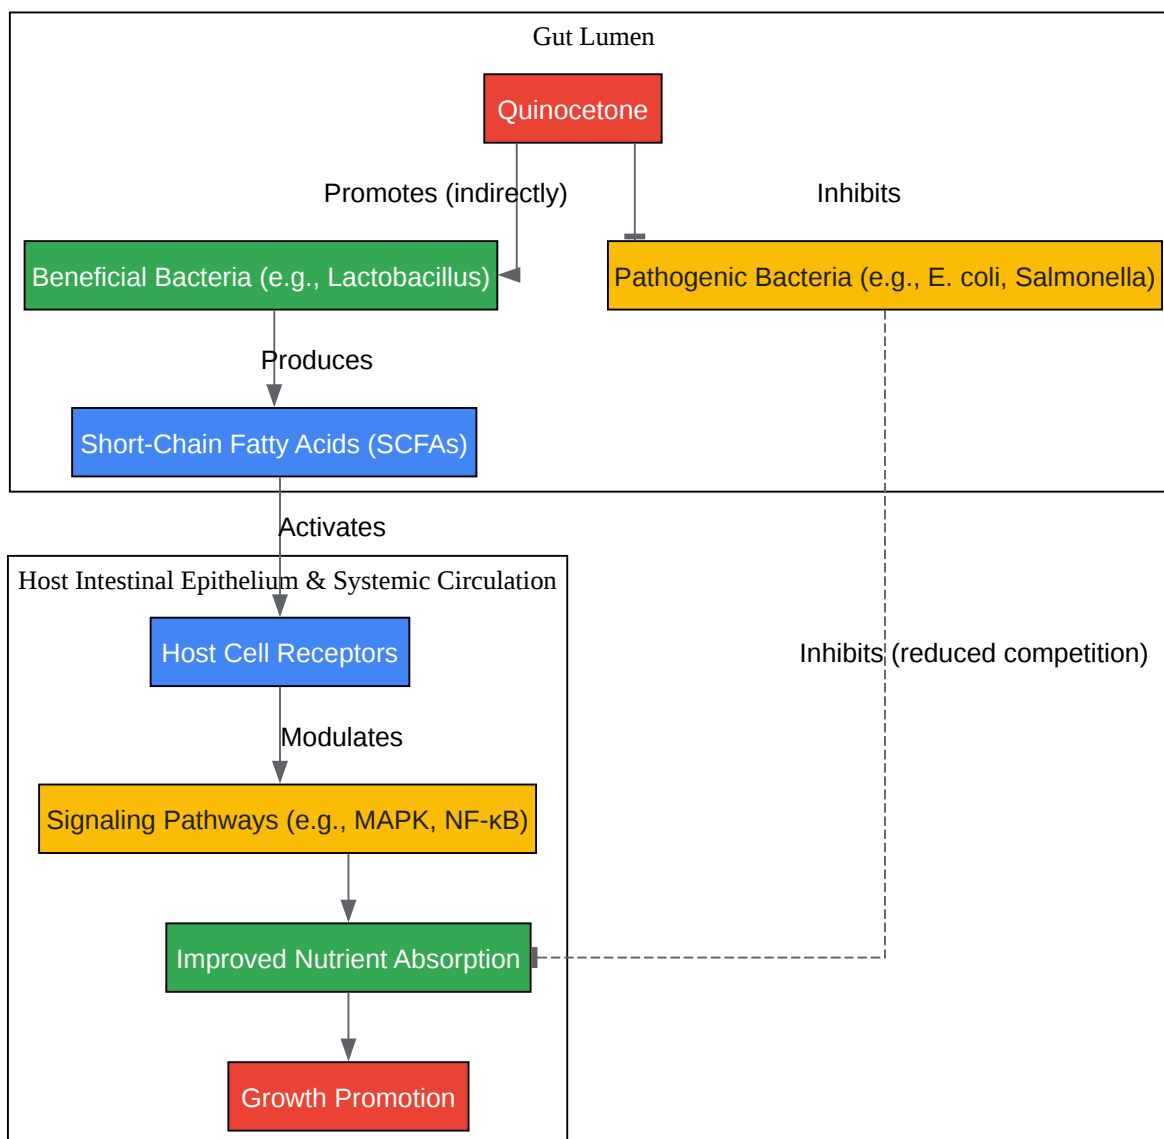 Gut Lumen
Quinocetone
Promotes (indirectly)
Inhibits
Beneficial Bacteria (e.g., Lactobacillus)
Pathogenic Bacteria (e.g., E. coli, Salmonella)
Produces
Short-Chain Fatty Acids (SCFAs)
Activates
Host Intestinal Epithelium & Systemic Circulation
Host Cell Receptors
Inhibits (reduced competition)
Modulates
Signaling Pathways (e.g., MAPK, NF-κB)
Improved Nutrient Absorption
Growth Promotion